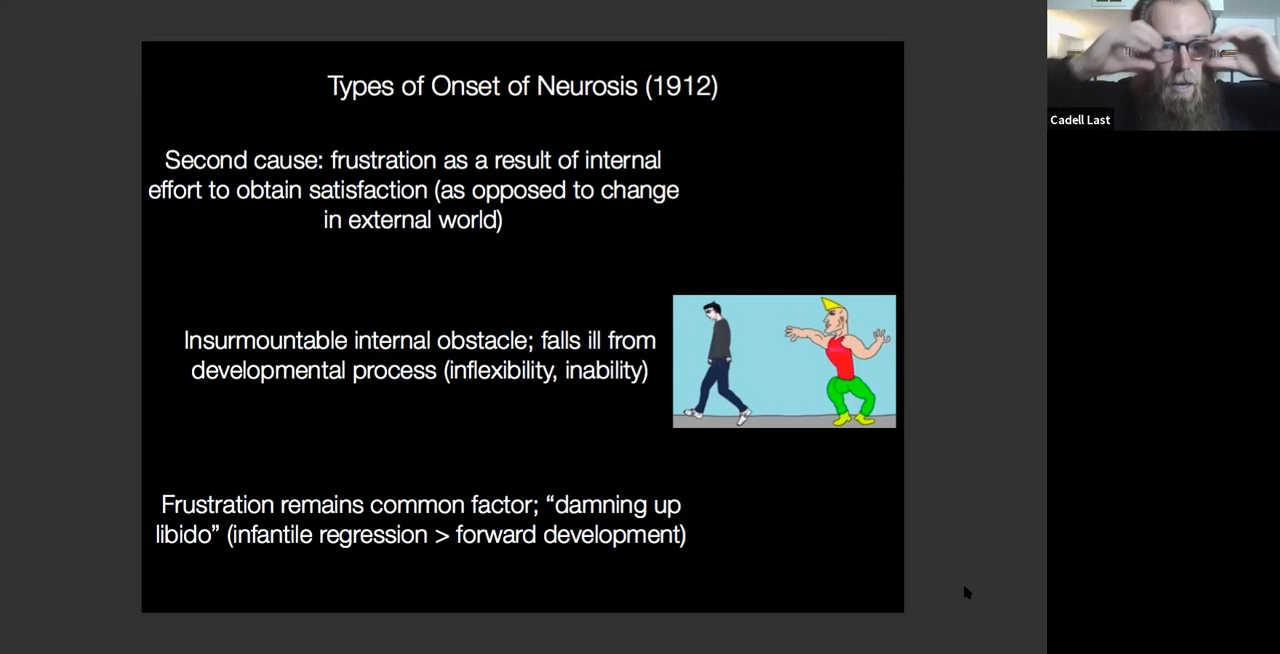 Types of Onset of Neurosis (1912)
Second cause: frustration as a result of internal
effort to obtain satisfaction (as opposed to change
in external world)
Insurmountable internal obstacle; falls ill from
developmental process (inflexibility, inability)
Frustration remains common factor; “damning up
libido” (infantile regression > forward development)
Cadell Last